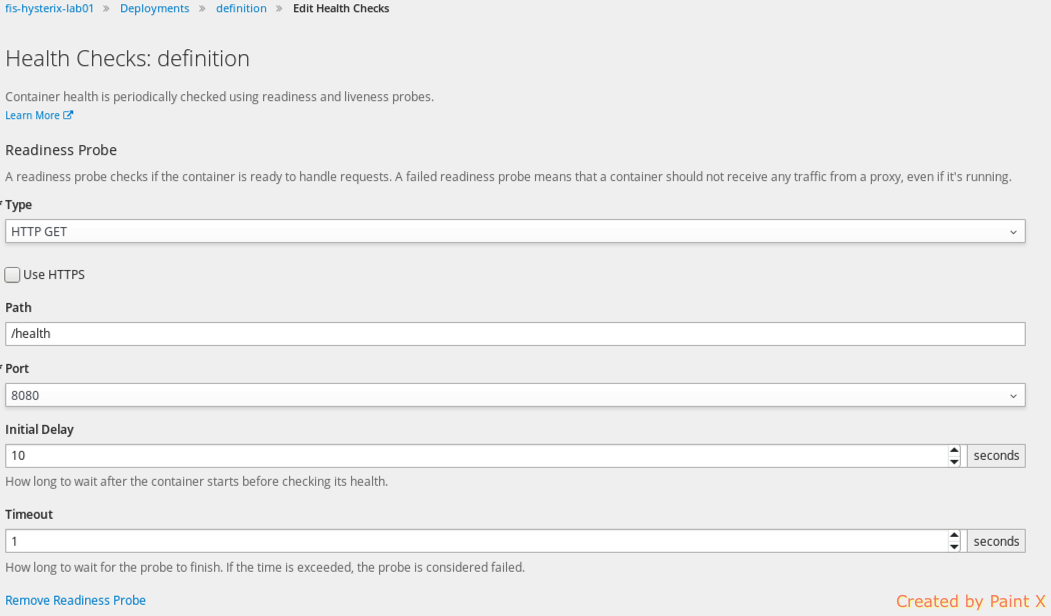 fis-hysterix-lab01 » Deployments » definition » Edit Health Checks
Health Checks: definition
Container health is periodically checked using readiness and liveness probes.
Learn More
Readiness Probe
A readiness probe checks if the container is ready to handle requests. A failed readiness probe means that a container should not receive any traffic from a proxy, even if it's running.
* Type
HTTP GET
Use HTTPS
Path
/health
* Port
8080
Initial Delay
10 seconds
How long to wait after the container starts before checking its health.
Timeout
1 seconds
How long to wait for the probe to finish. If the time is exceeded, the probe is considered failed.
Remove Readiness Probe
Created by Paint X